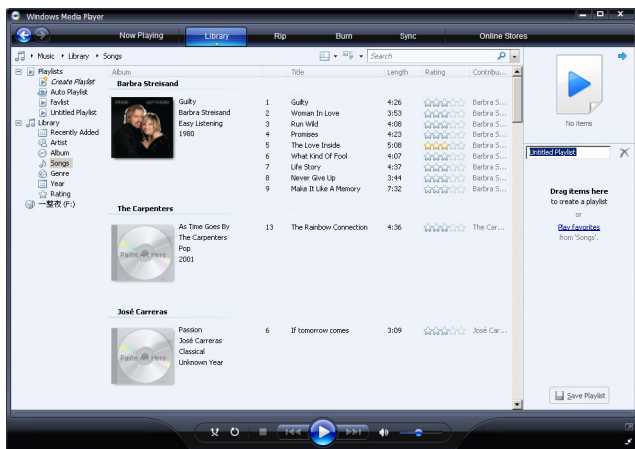 Windows Media Player
Now Playing Library Rip Burn Sync Online Stores
Music Library Songs
Search
Playlists
Create Playlist
Auto Playlist
favlist
Untitled Playlist
Library
Recently Added
Artist
Album
Songs
Genre
Year
Rating
一整夜 (F:)
Album Title Length Rating Contribu...
Barbra Streisand
Guilty
Barbra Streisand
Easy Listening
1980
1 Guilty 4:26 Barbra S...
2 Woman In Love 3:53 Barbra S...
3 Run Wild 4:08 Barbra S...
4 Promises 4:23 Barbra S...
5 The Love Inside 5:08 Barbra S...
6 What Kind Of Fool 4:07 Barbra S...
7 Life Story 4:37 Barbra S...
8 Never Give Up 3:44 Barbra S...
9 Make It Like A Memory 7:32 Barbra S...
The Carpenters
Paste Art Here
As Time Goes By
The Carpenters
Pop
2001
13 The Rainbow Connection 4:36 The Car...
José Carreras
Paste Art Here
Passion
José Carreras
Classical
Unknown Year
6 If tomorrow comes 3:09 José Car...
No items
Untitled Playlist
Drag items here
to create a playlist
or
Play Favorites
from 'Songs'.
Save Playlist